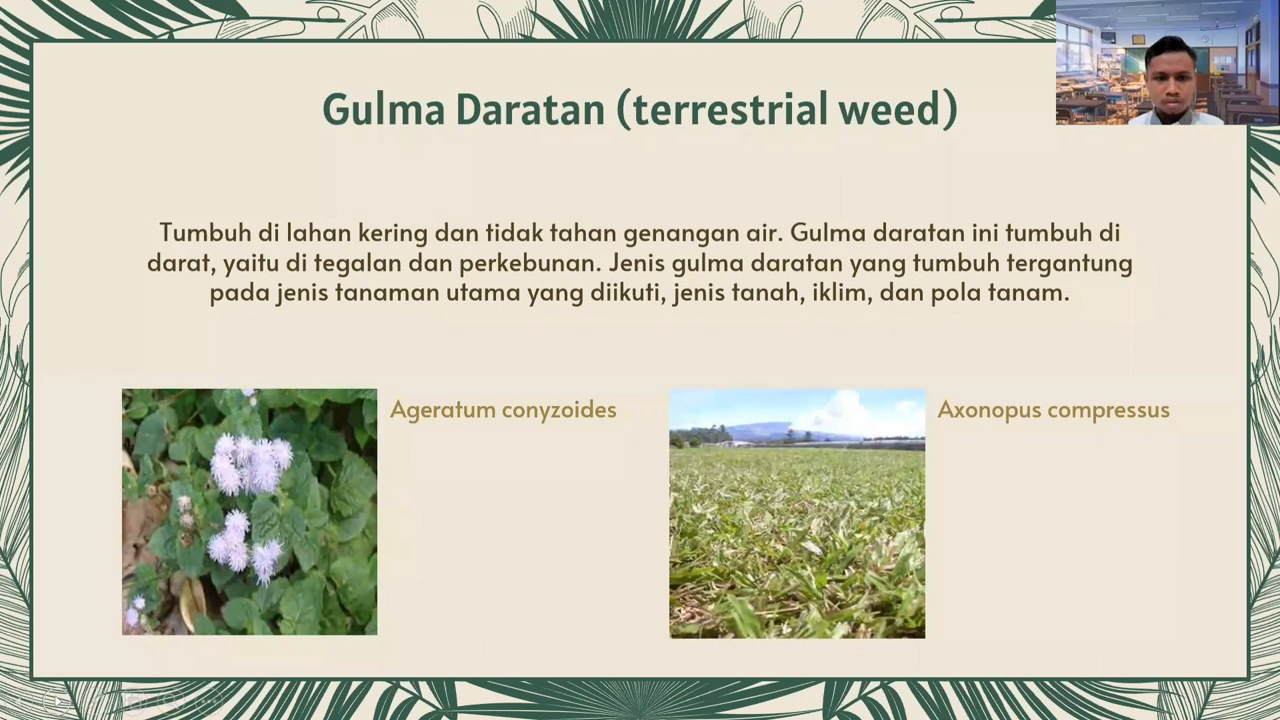 Gulma Daratan (terrestrial weed)
Tumbuh di lahan kering dan tidak tahan genangan air. Gulma daratan ini tumbuh di
darat, yaitu di tegalan dan perkebunan. Jenis gulma daratan yang tumbuh tergantung
pada jenis tanaman utama yang diikuti, jenis tanah, iklim, dan pola tanam.
Ageratum conyzoides
Axonopus compressus